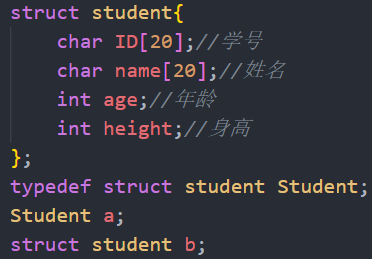 struct student{
    char ID[20];//学号
    char name[20];//姓名
    int age;//年龄
    int height;//身高
};
typedef struct student Student;
Student a;
struct student b;